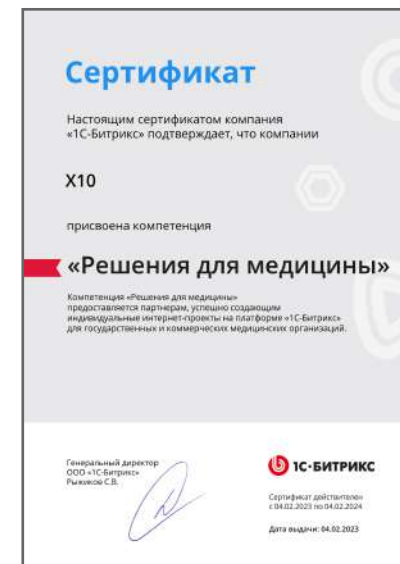 Сертификат
Настоящим сертификатом компания
«1С-Битрикс» подтверждает, что компании
X10
присвоена компетенция
«Решения для медицины»
Компетенция «Решения для медицины»
предоставляется партнерам, успешно создающим
индивидуальные интернет-проекты на платформе «1С-Битрикс»
для государственных и коммерческих медицинских организаций.
Генеральный директор
ООО «1С-Битрикс»
Рыжиков С.В.
1С-БИТРИКС
Сертификат действителен
с 04.02.2023 по 04.02.2024
Дата выдачи: 04.02.2023